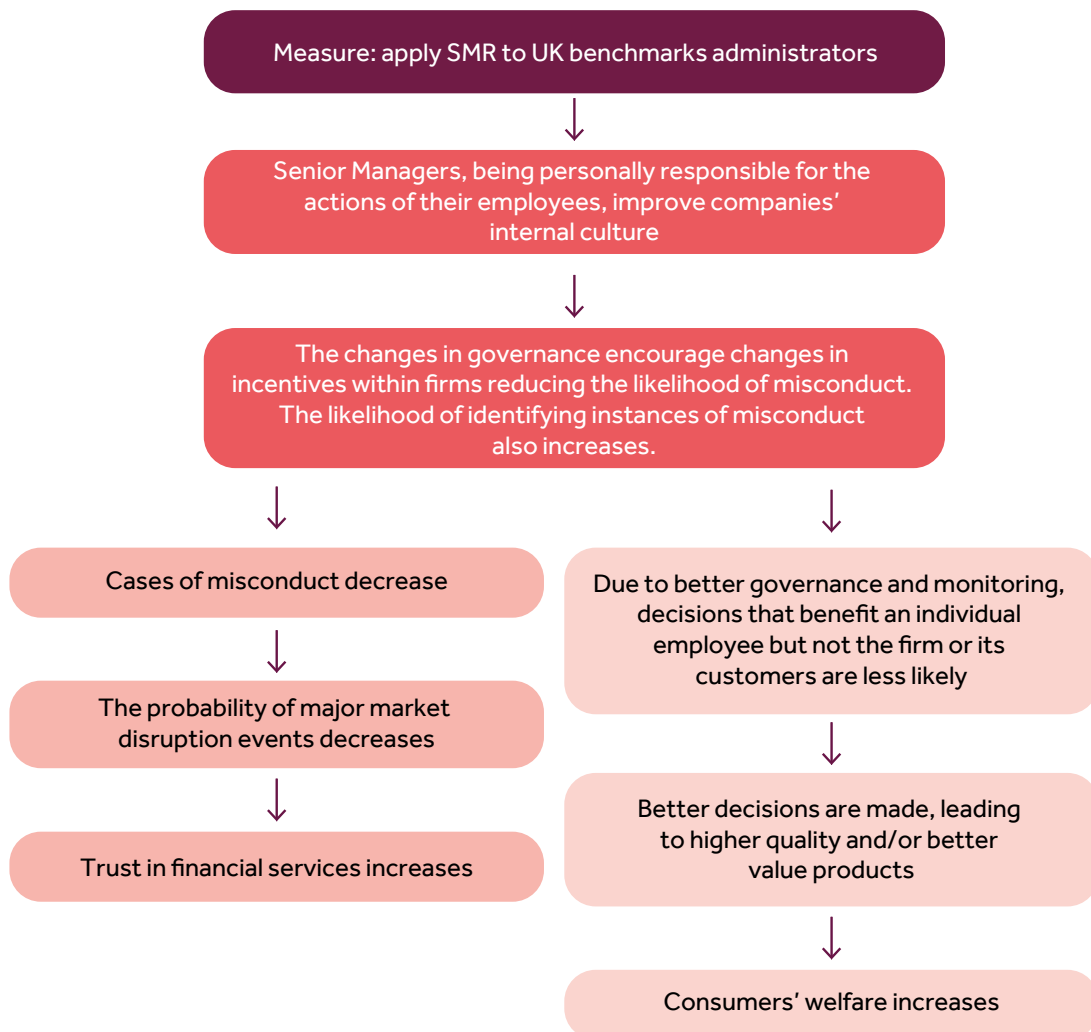 Measure: apply SMR to UK benchmarks administrators
Senior Managers, being personally responsible for the
actions of their employees, improve companies’
internal culture
The changes in governance encourage changes in
incentives within firms reducing the likelihood of misconduct.
The likelihood of identifying instances of misconduct
also increases.
Cases of misconduct decrease
The probability of major market
disruption events decreases
Trust in financial services increases
Due to better governance and monitoring,
decisions that benefit an individual
employee but not the firm or its
customers are less likely
Better decisions are made, leading
to higher quality and/or better
value products
Consumers’ welfare increases